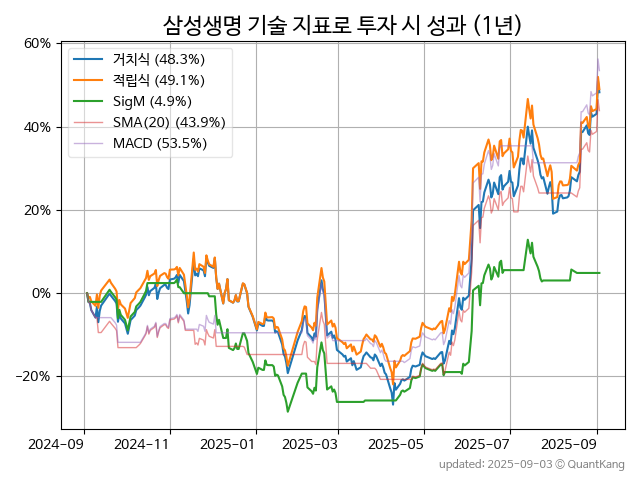 삼성생명 기술 지표로 투자 시 성과 (1년)
60%
40%
20%
0%
−20%
거치식 (48.3%)
적립식 (49.1%)
SigM (4.9%)
SMA(20) (43.9%)
MACD (53.5%)
2024-09 2024-11 2025-01 2025-03 2025-05 2025-07 2025-09
updated: 2025-09-03 © QuantKang